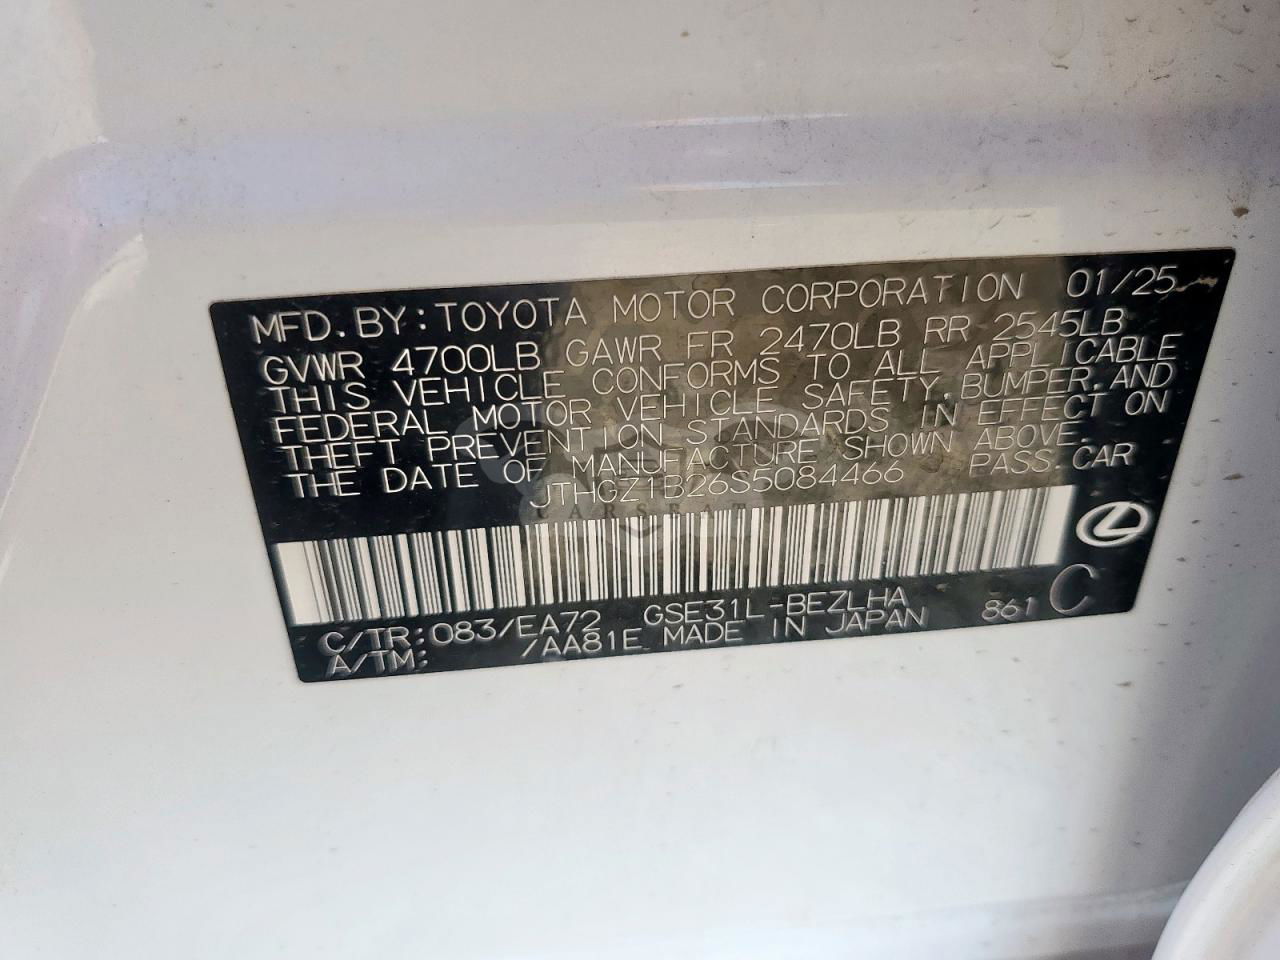 MFD. BY: TOYOTA MOTOR CORPORATION 01/25
GVWR 4700LB GAWR FR 2470LB RR 2545LB
THIS VEHICLE CONFORMS TO ALL APPLICABLE
FEDERAL MOTOR VEHICLE SAFETY, BUMPER, AND
THEFT PREVENTION STANDARDS IN EFFECT ON
THE DATE OF MANUFACTURE SHOWN ABOVE.
JTHGZ1B26S5084466 PASS. CAR
CARSBAT
C/TR: 083/EA72 GSE31L-BEZLHA
A/TM: /AA81E MADE IN JAPAN 861 C